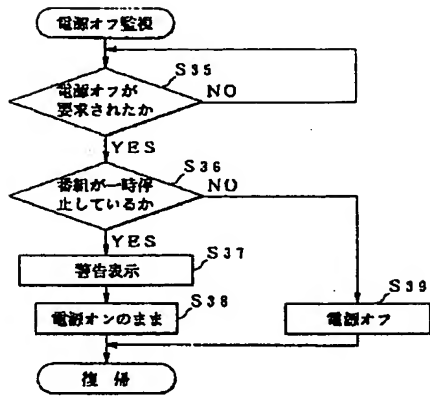 電源オフ監視
S35
電源オフが
要求されたか
NO
YES
S36
番組が一時停
止しているか
NO
YES
S37
警告表示
S38
電源オンのまま
S39
電源オフ
復帰